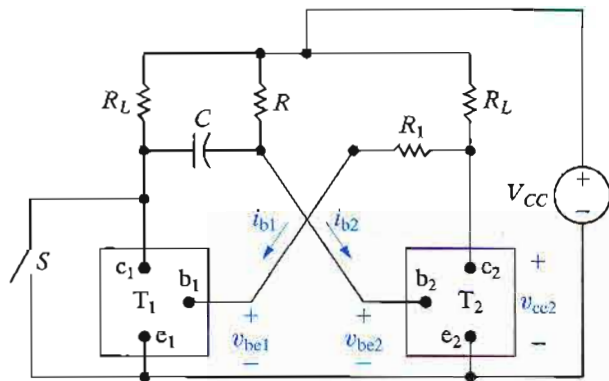 R_L
R
R_L
C
R_1
V_CC
+
−
i_b1
i_b2
S
c_1
T_1
b_1
e_1
+
v_be1
−
+
v_be2
−
b_2
c_2
T_2
e_2
+
v_ce2
−